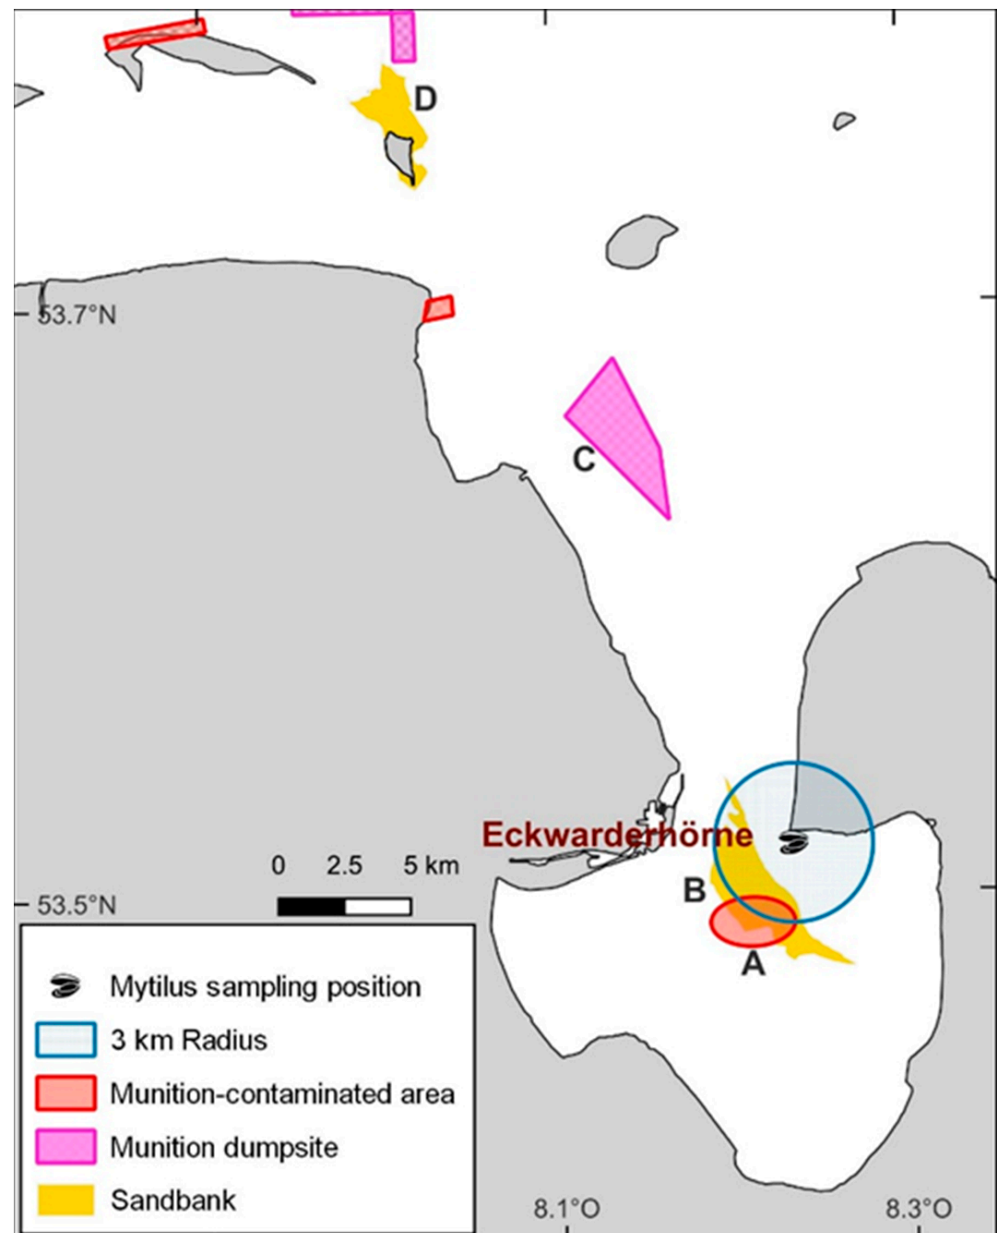 D
53.7°N
C
Eckwarderhörne
0 2.5 5 km
B
53.5°N
A
Mytilus sampling position
3 km Radius
Munition-contaminated area
Munition dumpsite
Sandbank
8.1°O 8.3°O